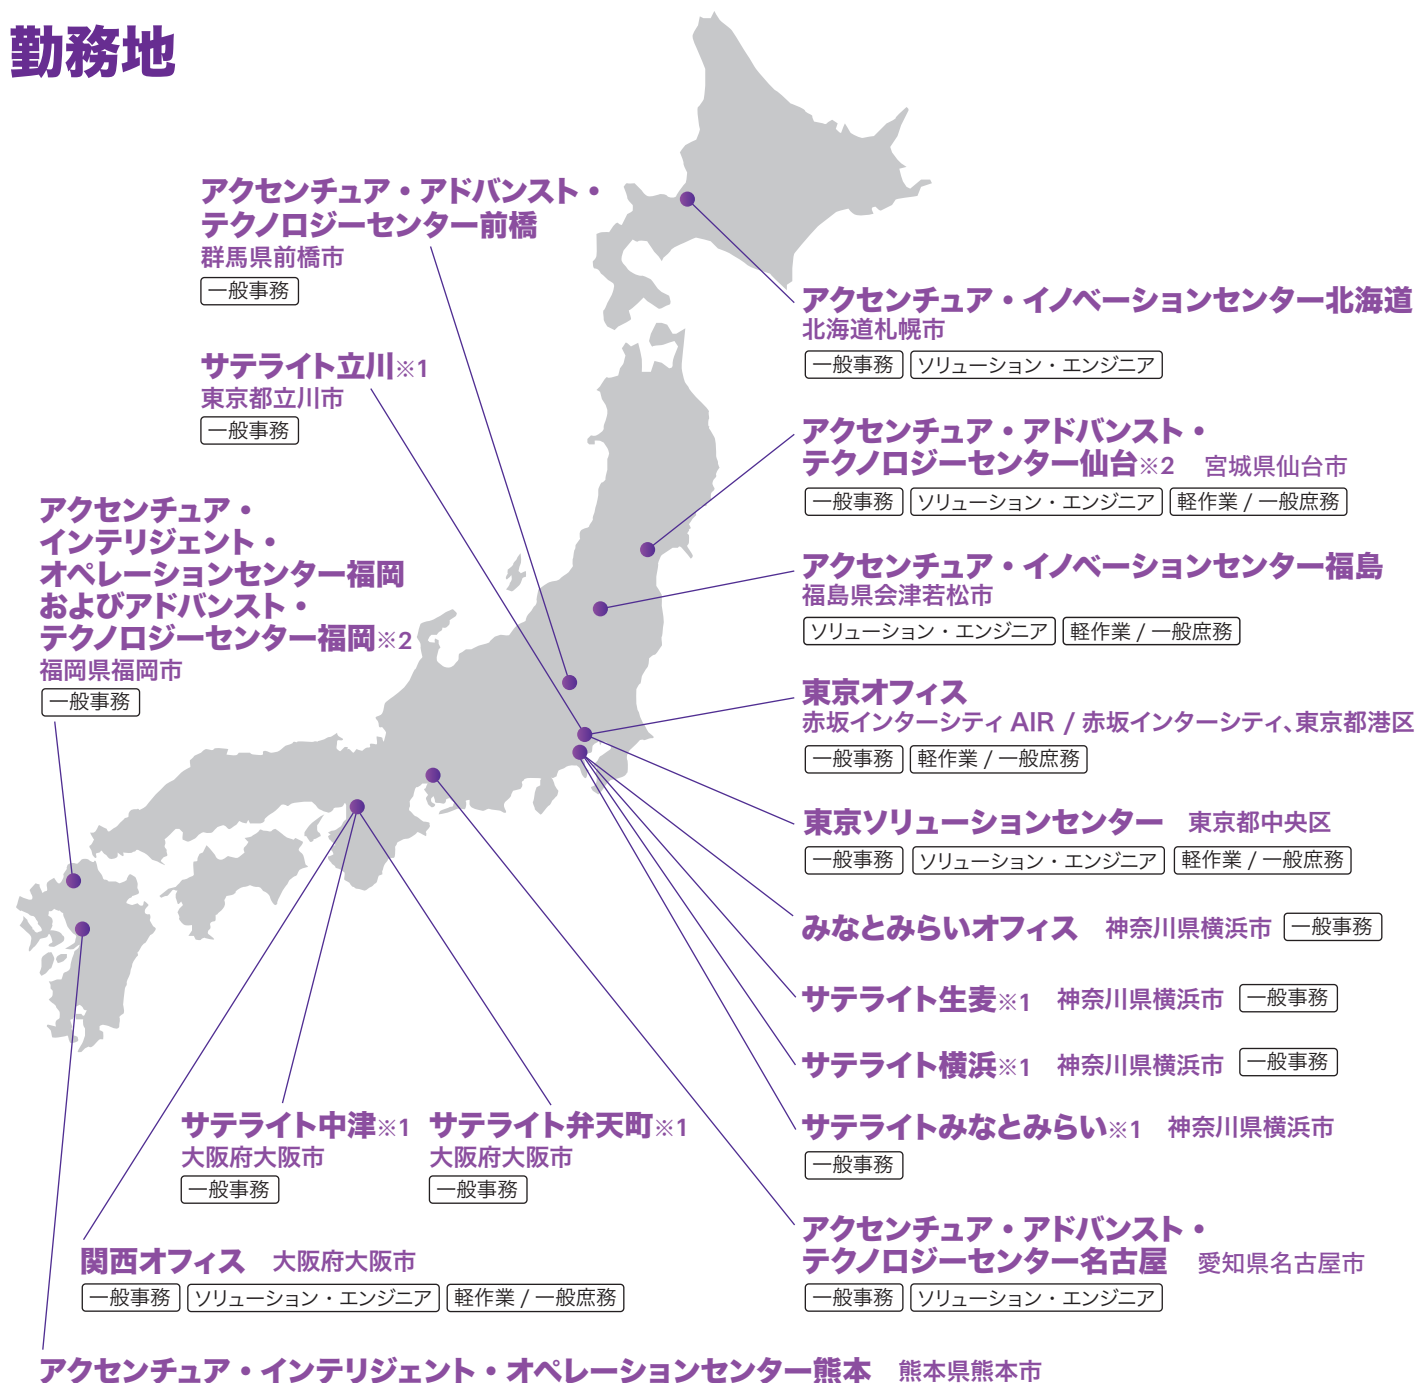 勤務地
アクセンチュア・アドバンスト・
テクノロジーセンター前橋
群馬県前橋市
一般事務
サテライト立川※1
東京都立川市
一般事務
アクセンチュア・
インテリジェント・
オペレーションセンター福岡
およびアドバンスト・
テクノロジーセンター福岡※2
福岡県福岡市
一般事務
アクセンチュア・イノベーションセンター北海道
北海道札幌市
一般事務 ソリューション・エンジニア
アクセンチュア・アドバンスト・
テクノロジーセンター仙台※2 宮城県仙台市
一般事務 ソリューション・エンジニア 軽作業 / 一般庶務
アクセンチュア・イノベーションセンター福島
福島県会津若松市
ソリューション・エンジニア 軽作業 / 一般庶務
東京オフィス
赤坂インターシティ AIR / 赤坂インターシティ、東京都港区
一般事務 軽作業 / 一般庶務
東京ソリューションセンター 東京都中央区
一般事務 ソリューション・エンジニア 軽作業 / 一般庶務
みなとみらいオフィス 神奈川県横浜市 一般事務
サテライト生麦※1 神奈川県横浜市 一般事務
サテライト横浜※1 神奈川県横浜市 一般事務
サテライトみなとみらい※1 神奈川県横浜市
一般事務
アクセンチュア・アドバンスト・
テクノロジーセンター名古屋 愛知県名古屋市
一般事務 ソリューション・エンジニア
サテライト中津※1
大阪府大阪市
一般事務
サテライト弁天町※1
大阪府大阪市
一般事務
関西オフィス 大阪府大阪市
一般事務 ソリューション・エンジニア 軽作業 / 一般庶務
アクセンチュア・インテリジェント・オペレーションセンター熊本 熊本県熊本市